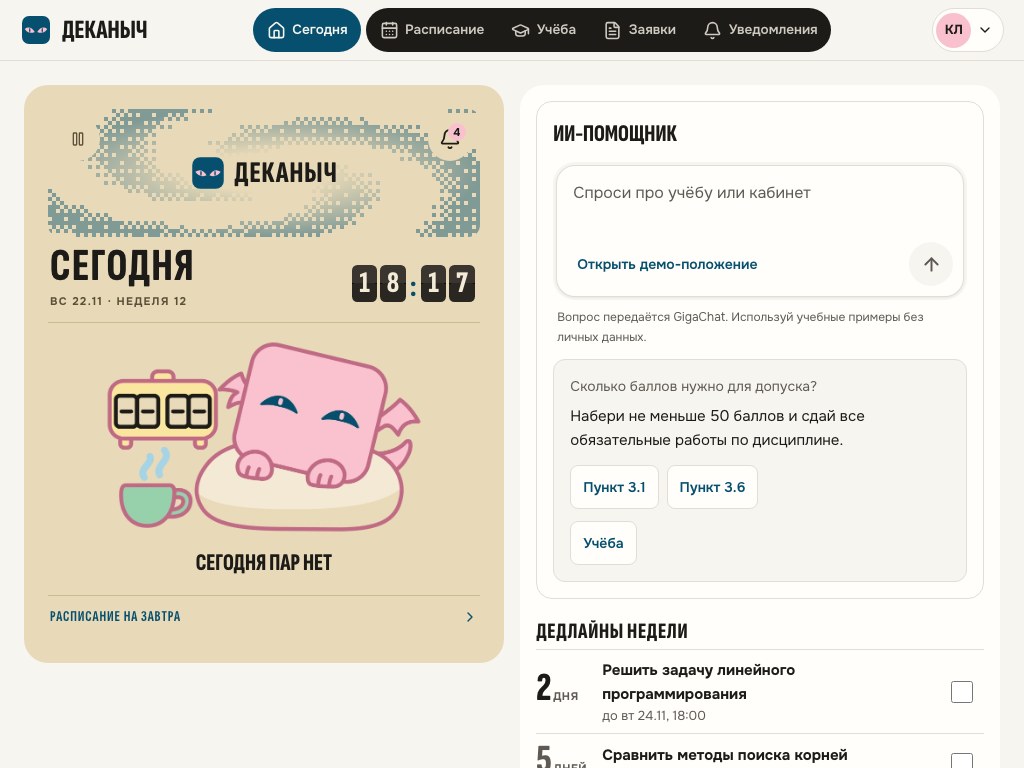 ДЕКАНЫЧ
Сегодня
Расписание
Учёба
Заявки
Уведомления
КЛ
4
ДЕКАНЫЧ
СЕГОДНЯ
ВС 22.11 · НЕДЕЛЯ 12
18:17
СЕГОДНЯ ПАР НЕТ
РАСПИСАНИЕ НА ЗАВТРА
ИИ-ПОМОЩНИК
Спроси про учёбу или кабинет
Открыть демо-положение
Вопрос передаётся GigaChat. Используй учебные примеры без
личных данных.
Сколько баллов нужно для допуска?
Набери не меньше 50 баллов и сдай все
обязательные работы по дисциплине.
Пункт 3.1
Пункт 3.6
Учёба
ДЕДЛАЙНЫ НЕДЕЛИ
2 ДНЯ
Решить задачу линейного
программирования
до вт 24.11, 18:00
5 ДНЕЙ
Сравнить методы поиска корней